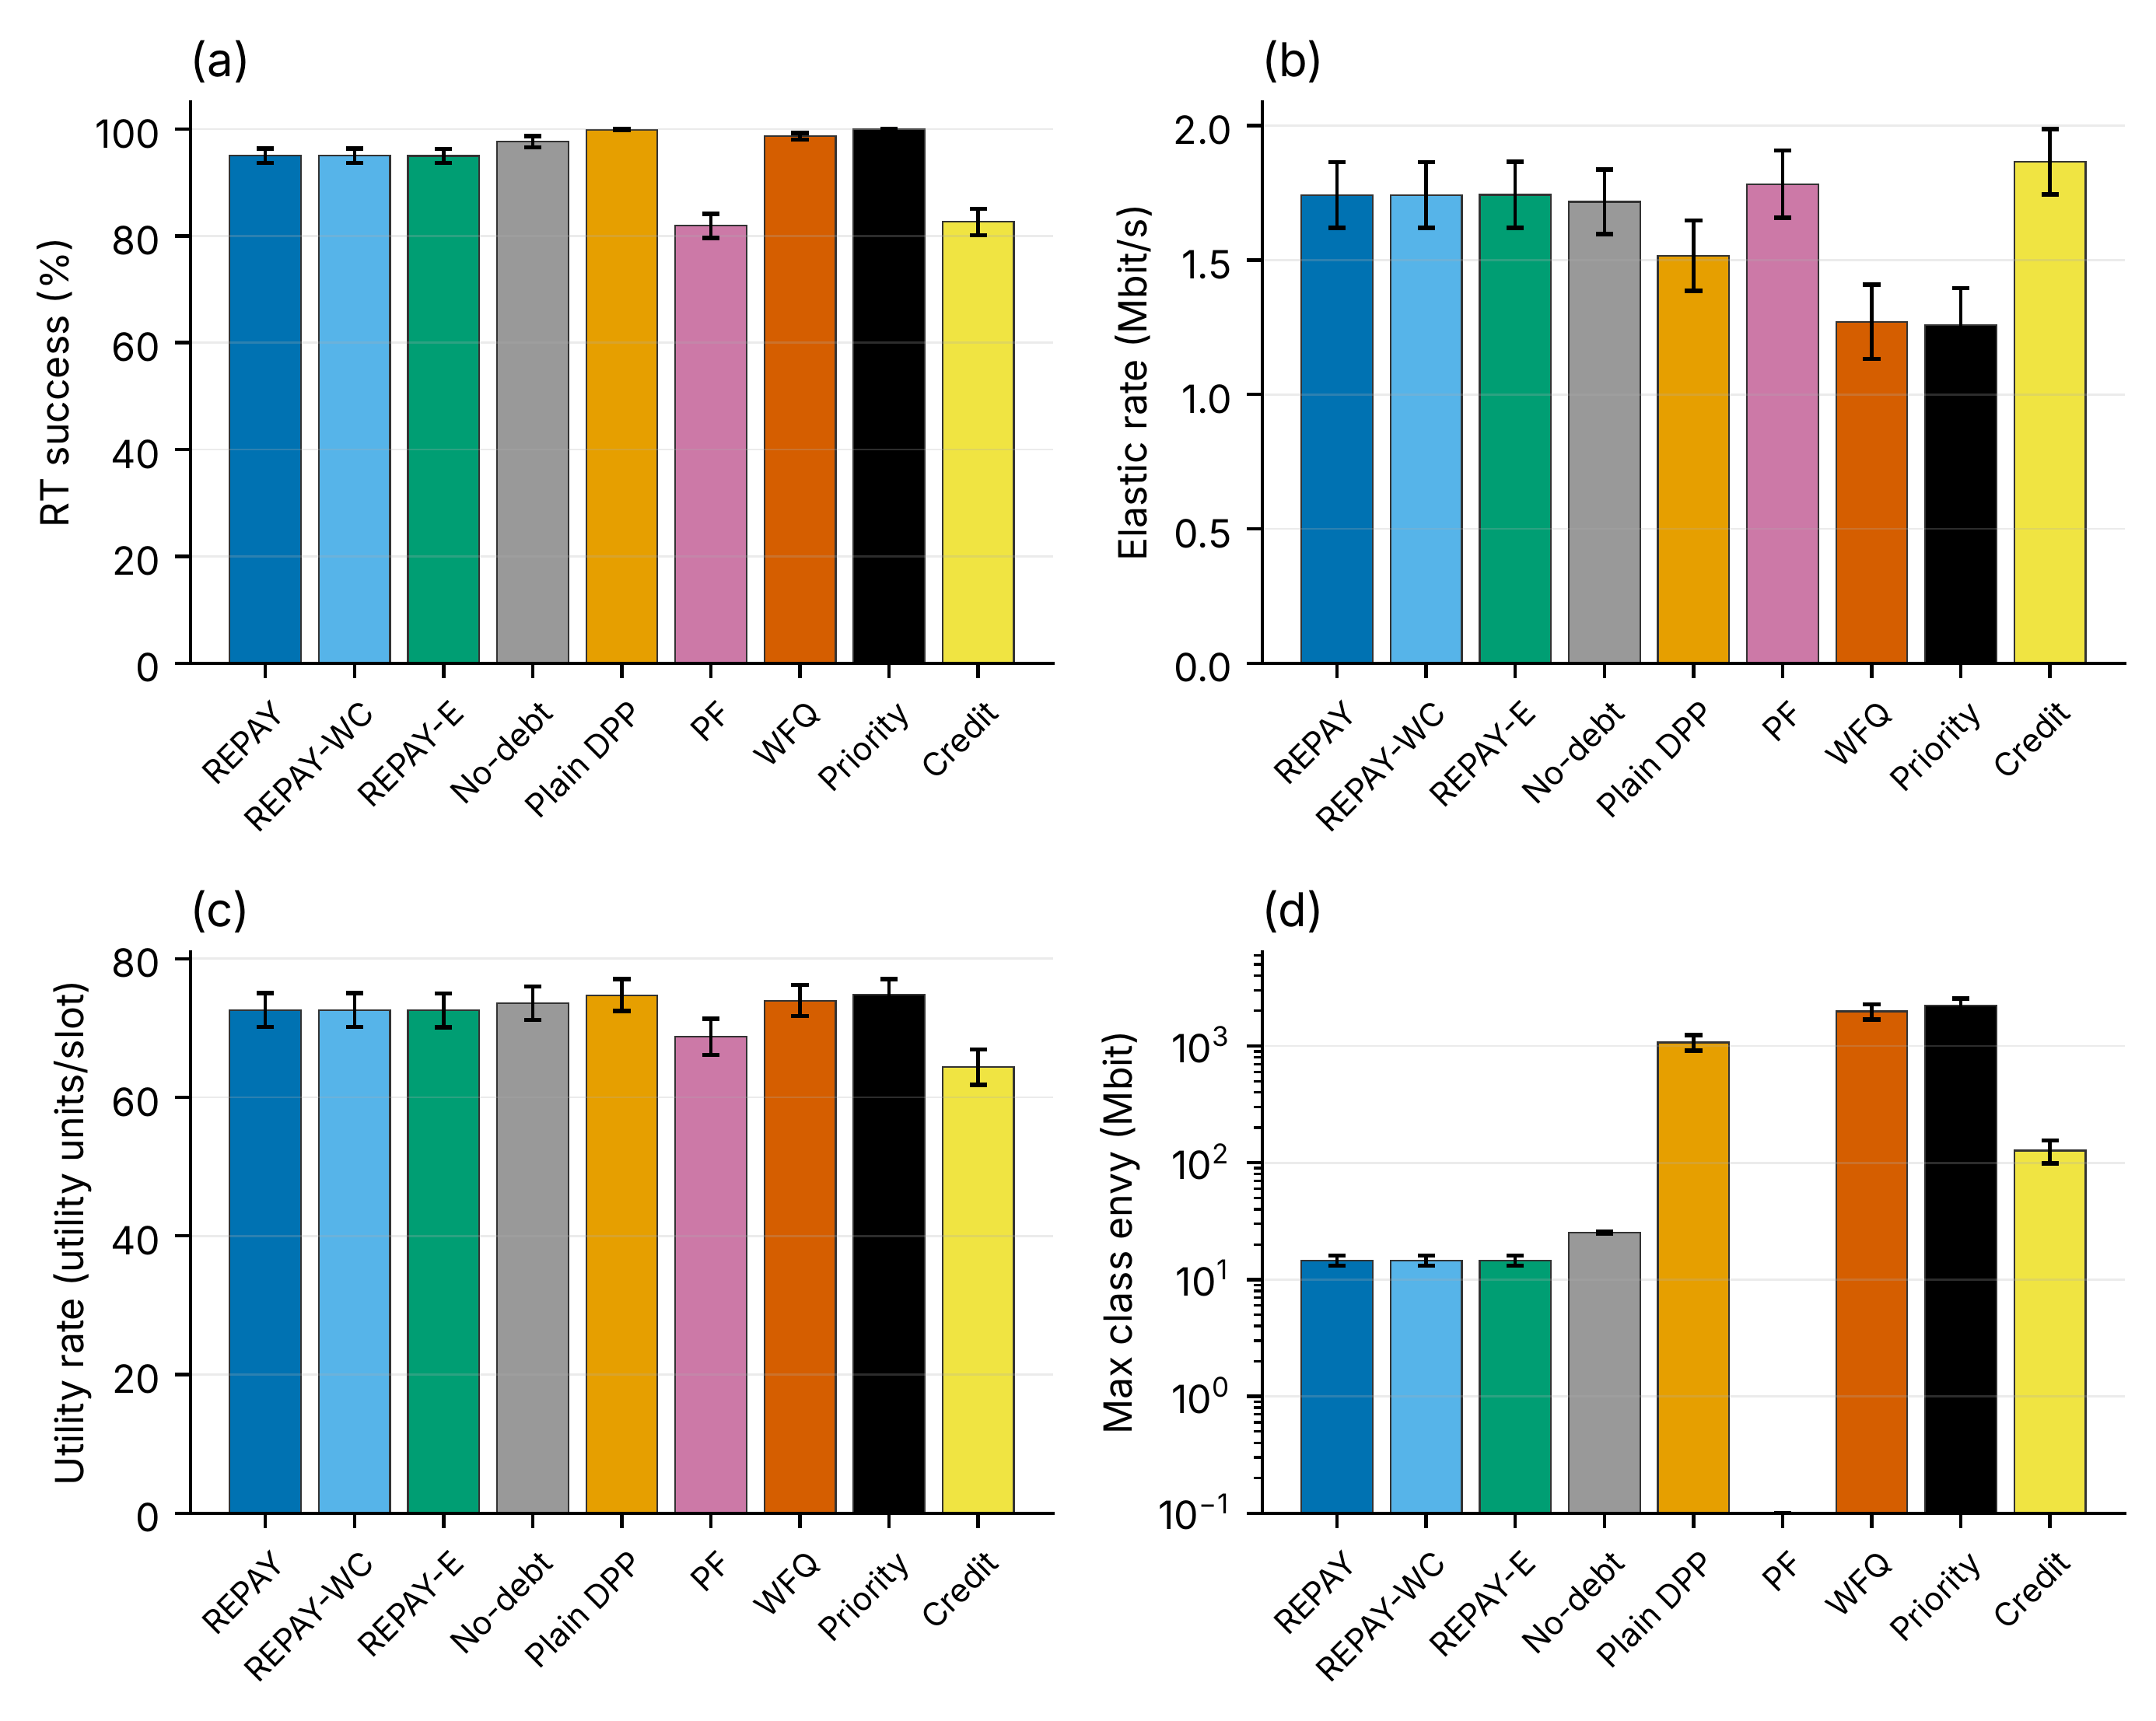 (a)
RT success (%)
100
80
60
40
20
0
REPAY
REPAY-WC
REPAY-E
No-debt
Plain DPP
PF
WFQ
Priority
Credit
(b)
Elastic rate (Mbit/s)
2.0
1.5
1.0
0.5
0.0
REPAY
REPAY-WC
REPAY-E
No-debt
Plain DPP
PF
WFQ
Priority
Credit
(c)
Utility rate (utility units/slot)
80
60
40
20
0
REPAY
REPAY-WC
REPAY-E
No-debt
Plain DPP
PF
WFQ
Priority
Credit
(d)
Max class envy (Mbit)
10³
10²
10¹
10⁰
10⁻¹
REPAY
REPAY-WC
REPAY-E
No-debt
Plain DPP
PF
WFQ
Priority
Credit